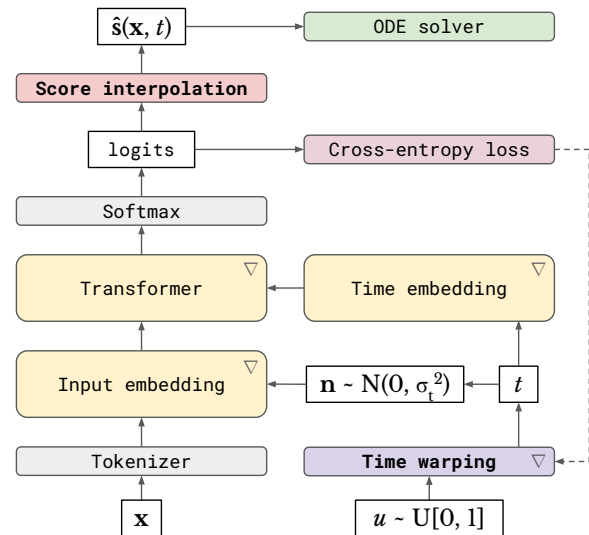 ŝ(x, t)
ODE solver
Score interpolation
logits
Cross-entropy loss
Softmax
Transformer ▽
Time embedding ▽
Input embedding ▽
n ~ N(0, σₜ²)
t
Tokenizer
Time warping ▽
x
u ~ U[0, 1]